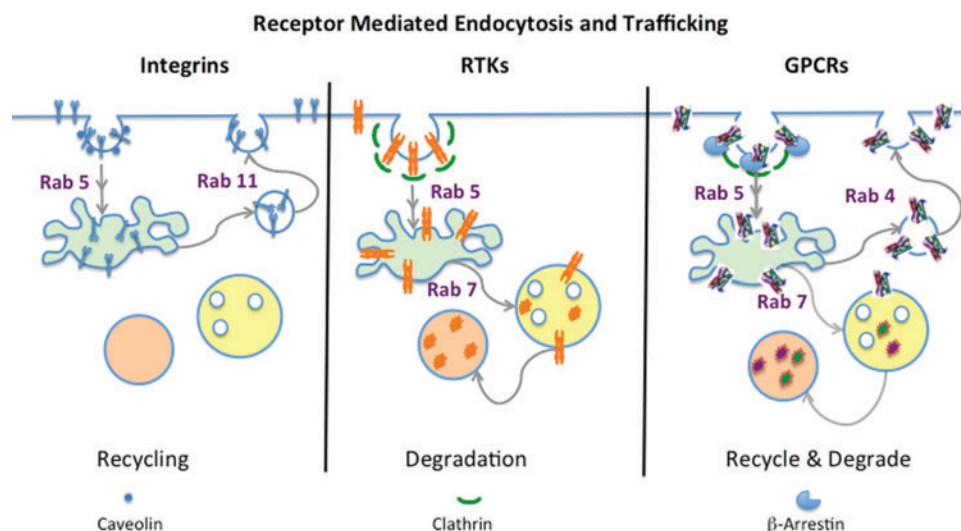 Receptor Mediated Endocytosis and Trafficking
Integrins
RTKs
GPCRs
Rab 5
Rab 11
Rab 5
Rab 7
Rab 5
Rab 4
Rab 7
Recycling
Degradation
Recycle & Degrade
Caveolin
Clathrin
β-Arrestin